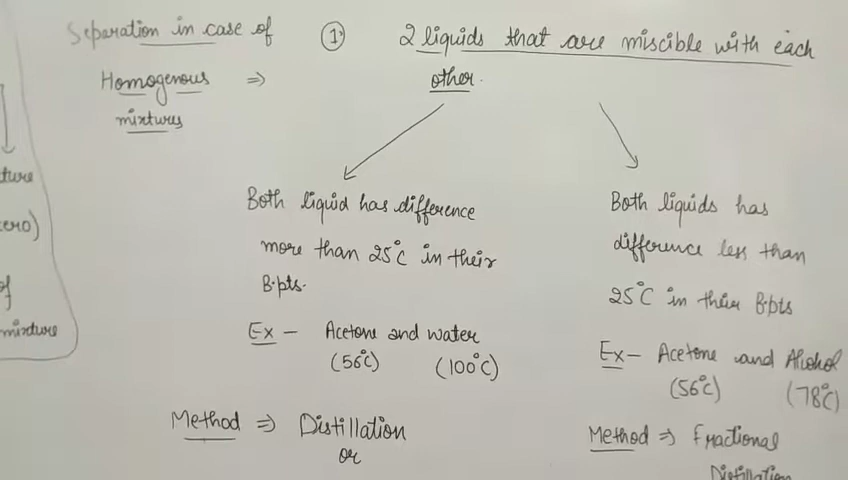 Separation in case of
Homogenous ⇒
mixtures
① 2 liquids that are miscible with each
other.
Both liquid has difference
more than 25°C in their
B.pts.
Ex – Acetone and water
(56°C) (100°C)
Method ⇒ Distillation
or
Both liquids has
difference less than
25°C in their B.pts
Ex – Acetone and Alcohol
(56°C) (78°C)
Method ⇒ Fractional
Distillation
ture
ero)
of
mixture